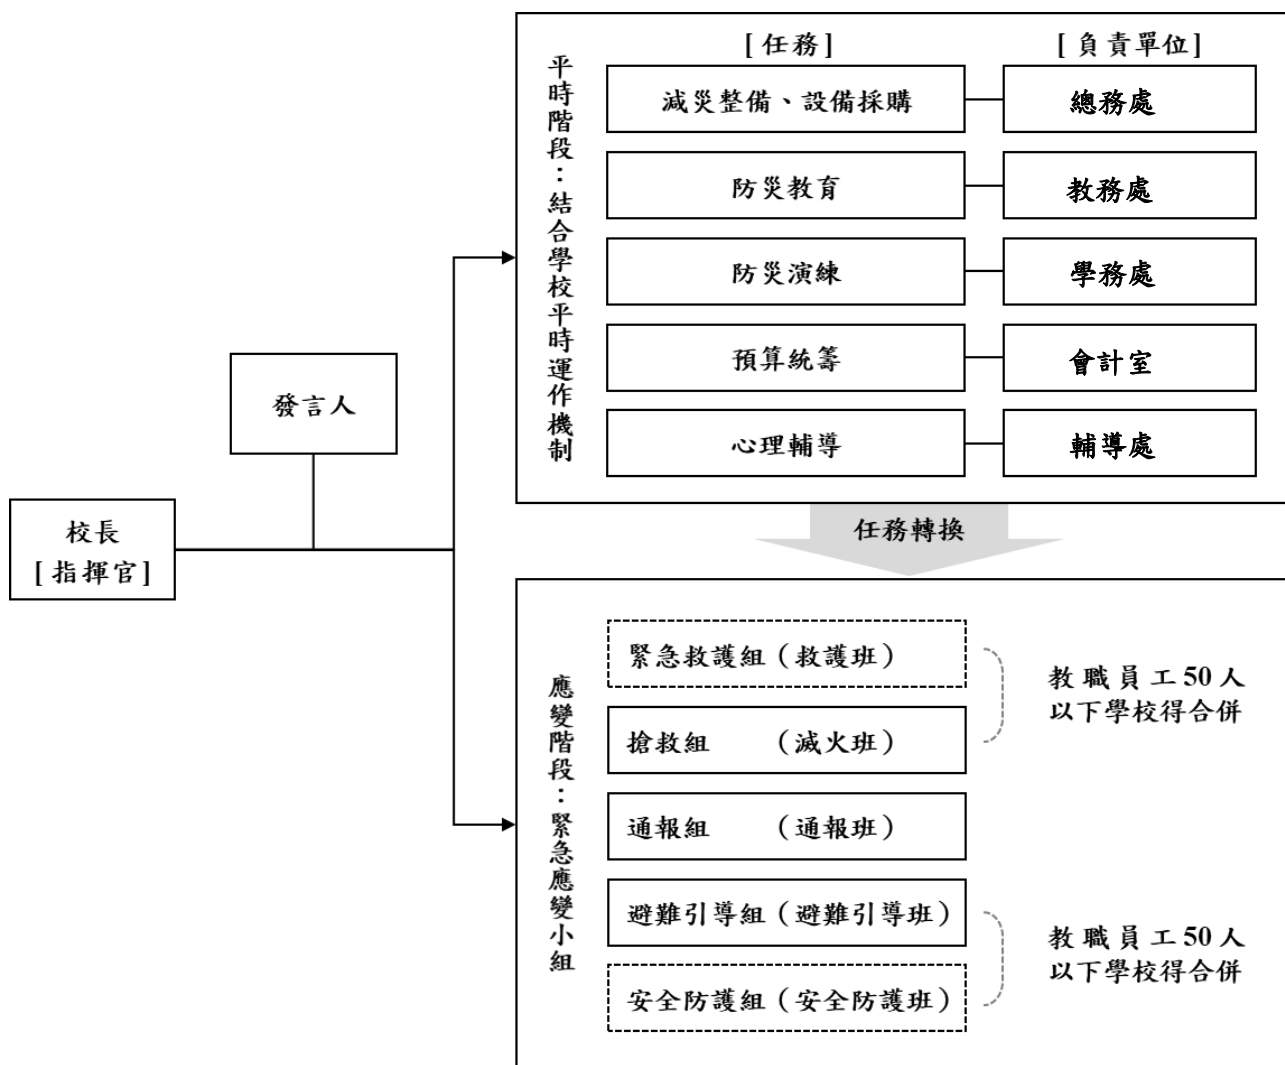 平時階段：結合學校平時運作機制
[任務]
[負責單位]
減災整備、設備採購
總務處
防災教育
教務處
防災演練
學務處
預算統籌
會計室
心理輔導
輔導處
發言人
校長
[指揮官]
任務轉換
應變階段：緊急應變小組
緊急救護組（救護班）
搶救組　　（滅火班）
教職員工50人
以下學校得合併
通報組　　（通報班）
避難引導組（避難引導班）
安全防護組（安全防護班）
教職員工50人
以下學校得合併